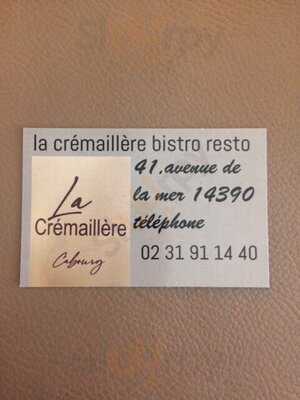 la crémaillère bistro resto
La
Crémaillère
Cabourg
41, avenue de
la mer 14390
téléphone
02 31 91 14 40